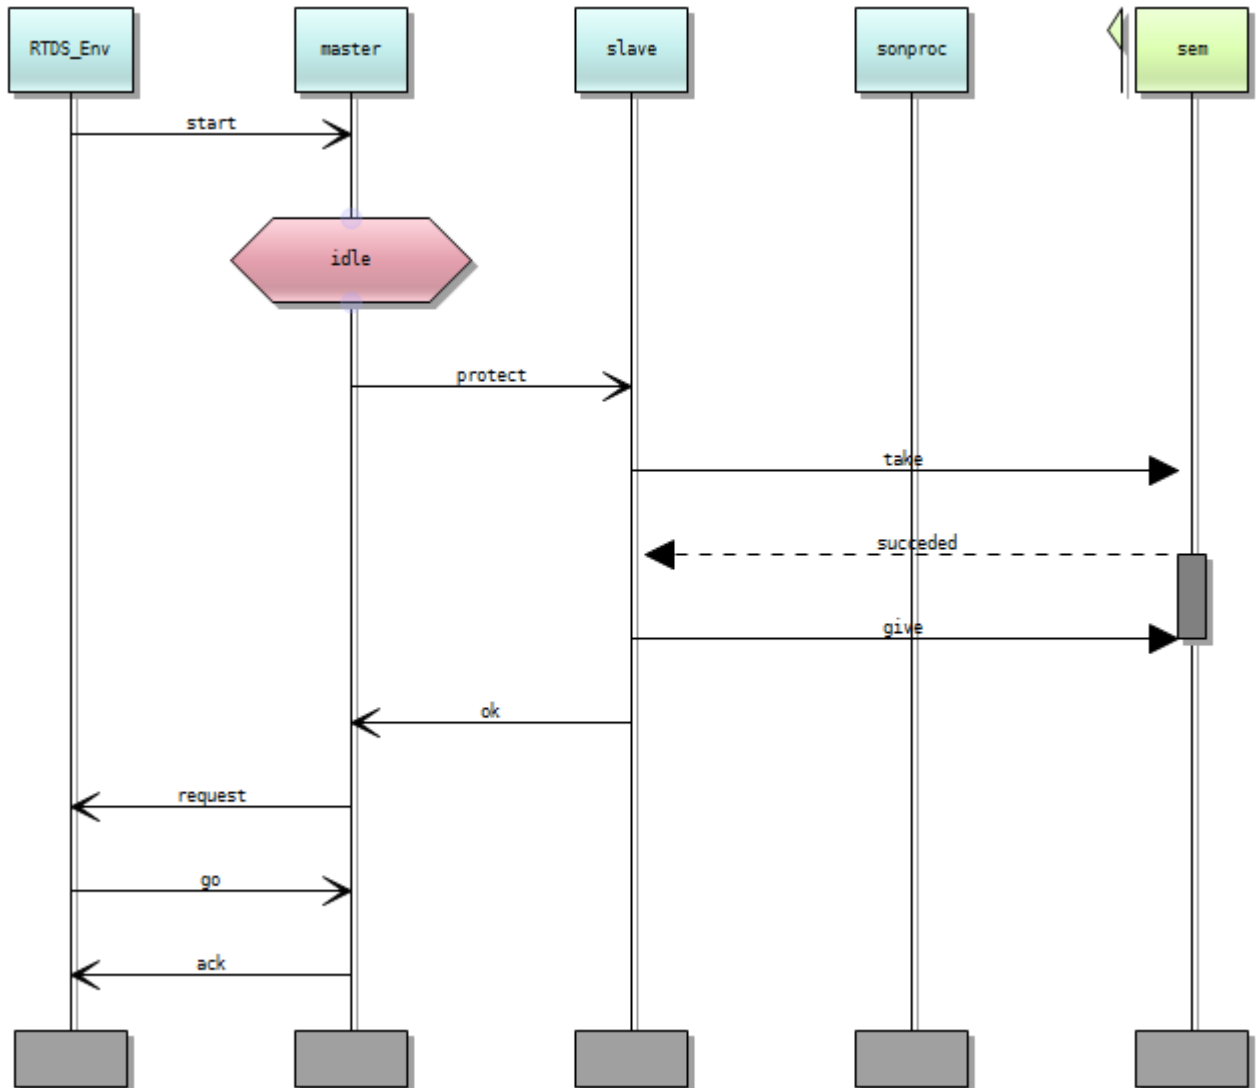 RTDS_Env
master
slave
sonproc
sem
start
idle
protect
take
succeded
give
ok
request
go
ack